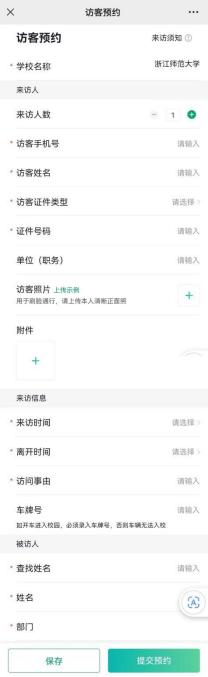 访客预约
访客预约 来访须知
* 学校名称 浙江师范大学
来访人
来访人数 1
* 访客手机号 请输入
* 访客姓名 请输入
* 访客证件类型 请选择
* 证件号码 请输入
单位（职务） 请输入
访客照片 上传示例
用于刷脸通行，请上传本人清晰正面照
附件
来访信息
* 来访时间 请选择
* 离开时间 请选择
* 访问事由 请输入
车牌号 请输入
如开车进入校园，必须录入车牌号，否则车辆无法入校
被访人
* 查找姓名 请输入
* 姓名
* 部门
保存 提交预约